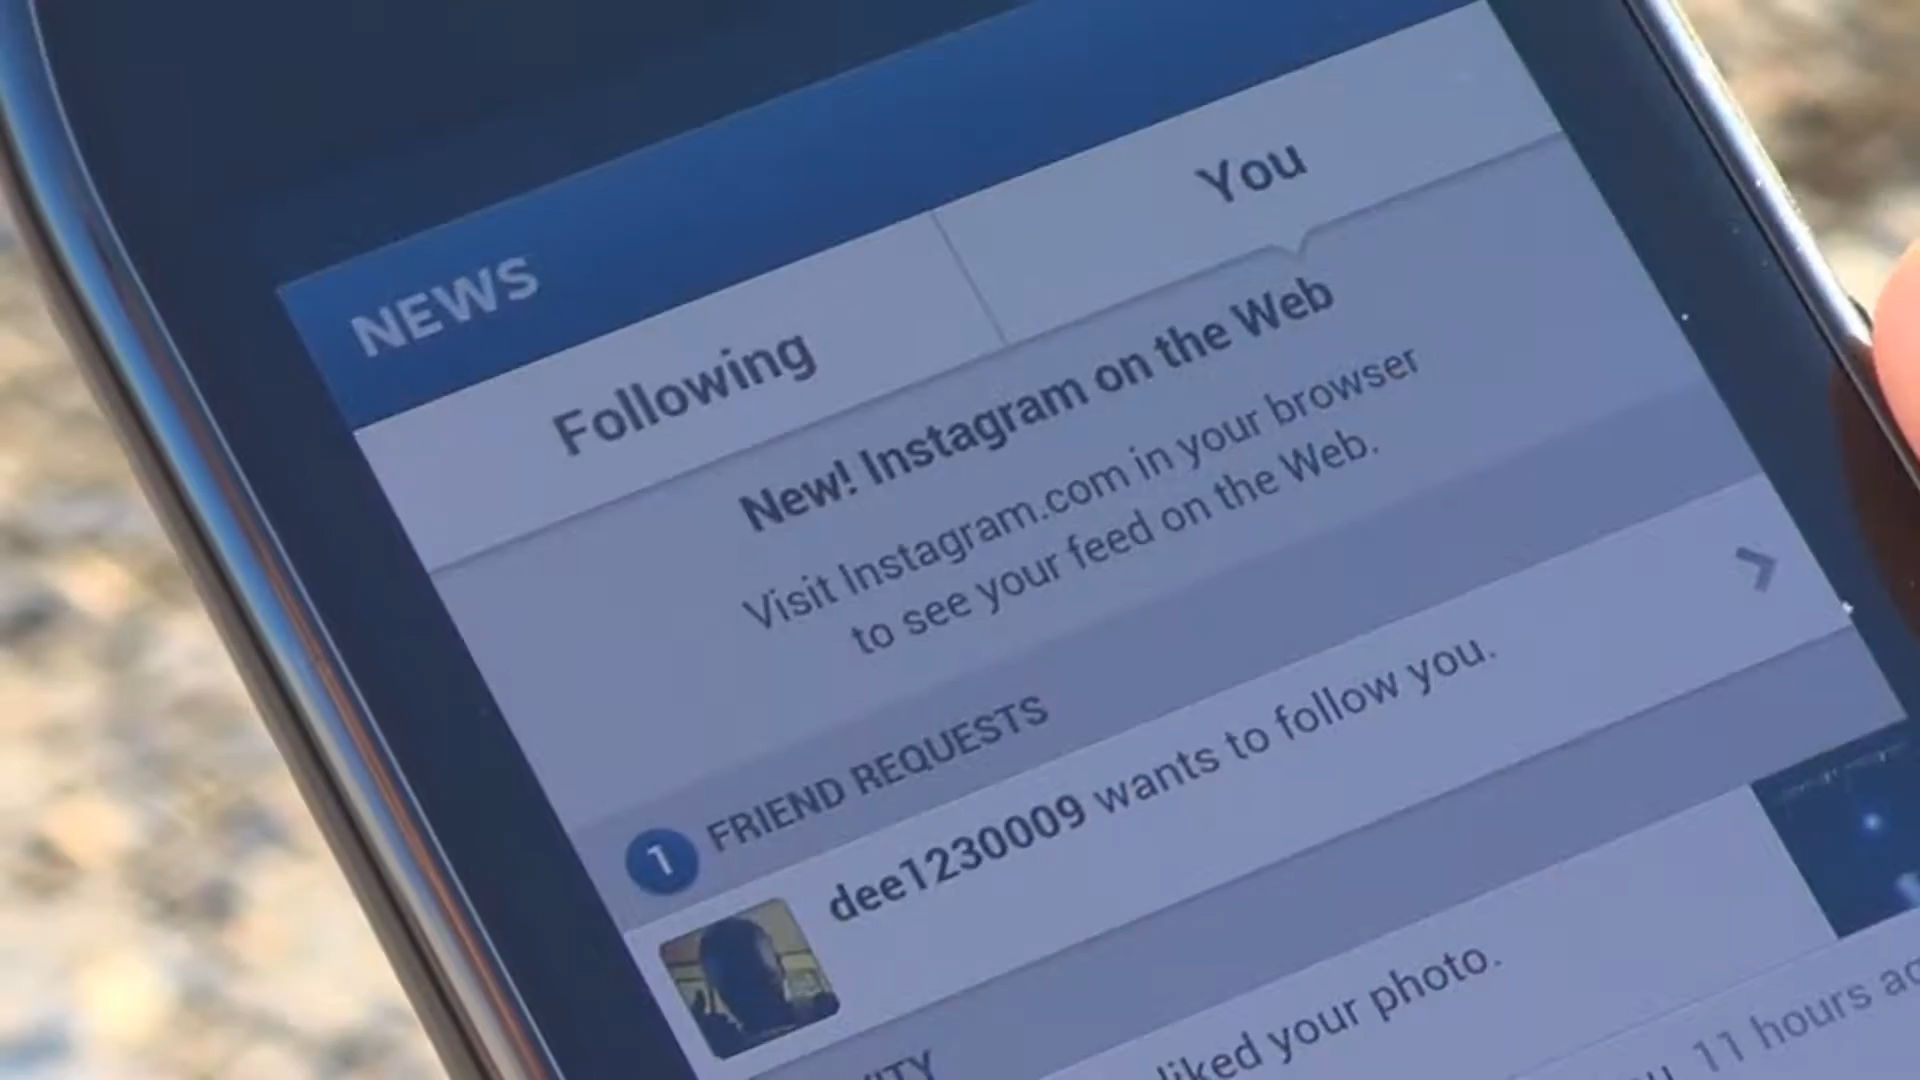 NEWS
Following
You
New! Instagram on the Web
Visit Instagram.com in your browser
to see your feed on the Web.
1 FRIEND REQUESTS
dee1230009 wants to follow you.
liked your photo.
11 hours